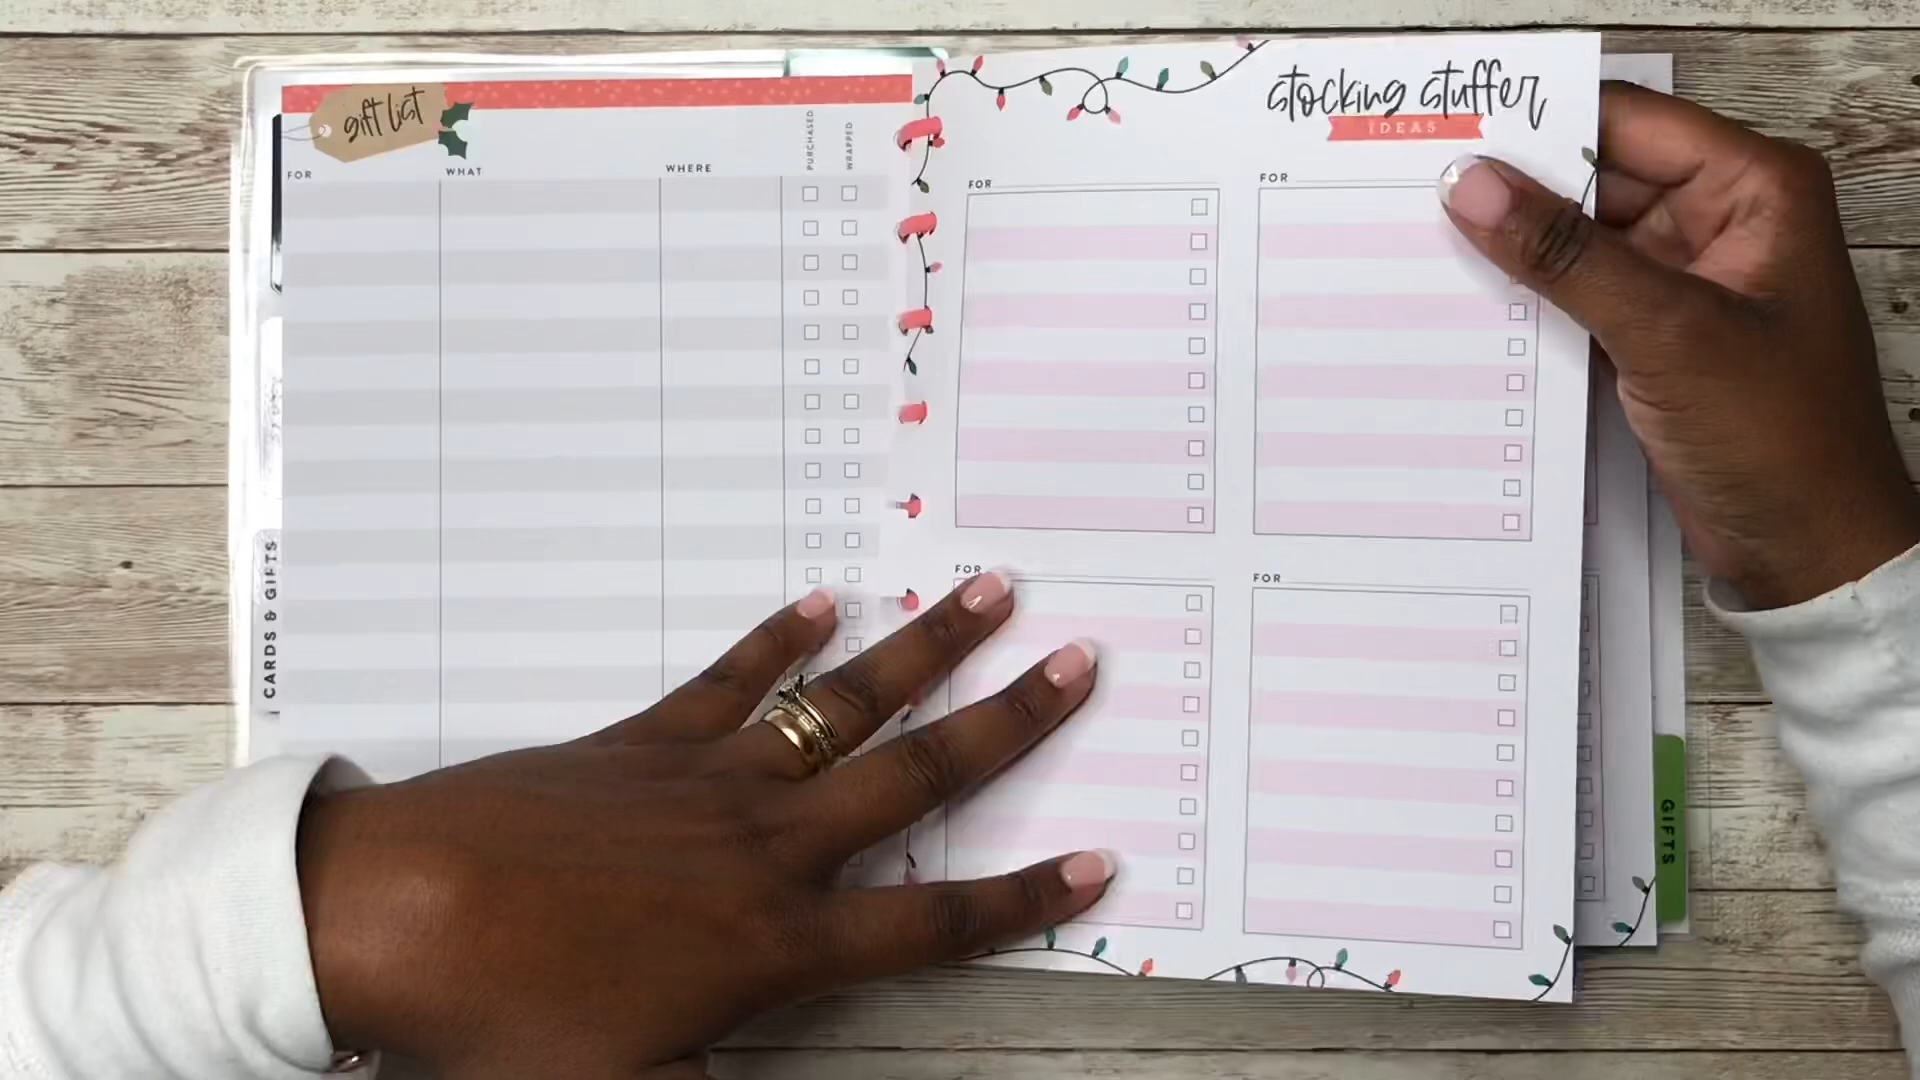 gift list
FOR
WHAT
WHERE
PURCHASED
WRAPPED
CARDS & GIFTS
stocking stuffer
IDEAS
FOR
FOR
FOR
FOR
GIFTS